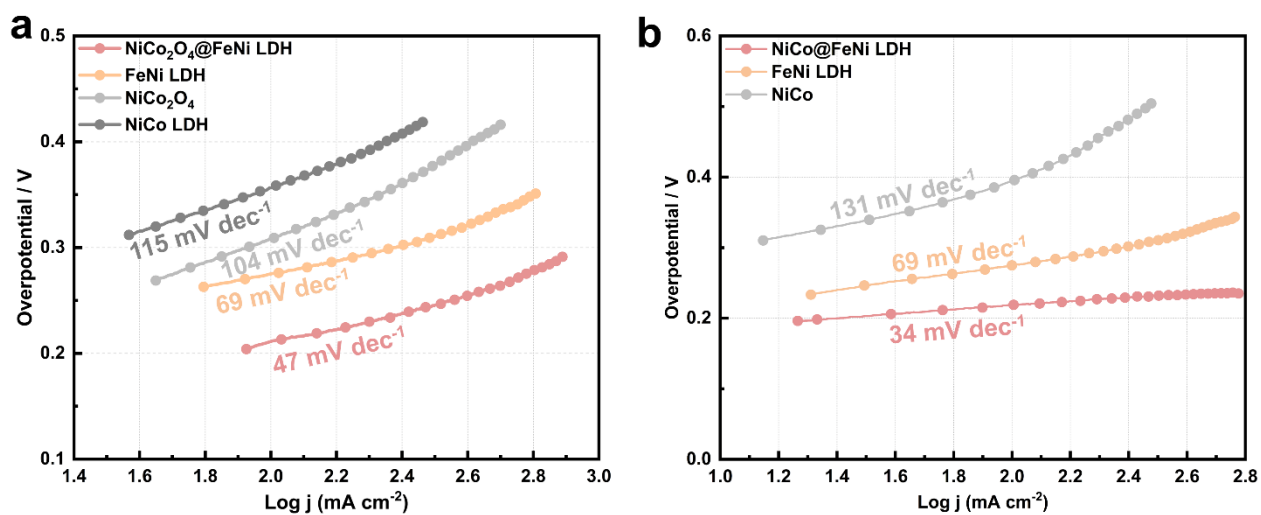 a
NiCo₂O₄@FeNi LDH
FeNi LDH
NiCo₂O₄
NiCo LDH
115 mV dec⁻¹
104 mV dec⁻¹
69 mV dec⁻¹
47 mV dec⁻¹
Overpotential / V
0.5
0.4
0.3
0.2
0.1
1.4 1.6 1.8 2.0 2.2 2.4 2.6 2.8 3.0
Log j (mA cm⁻²)
b
NiCo@FeNi LDH
FeNi LDH
NiCo
131 mV dec⁻¹
69 mV dec⁻¹
34 mV dec⁻¹
Overpotential / V
0.6
0.4
0.2
0.0
1.0 1.2 1.4 1.6 1.8 2.0 2.2 2.4 2.6 2.8
Log j (mA cm⁻²)